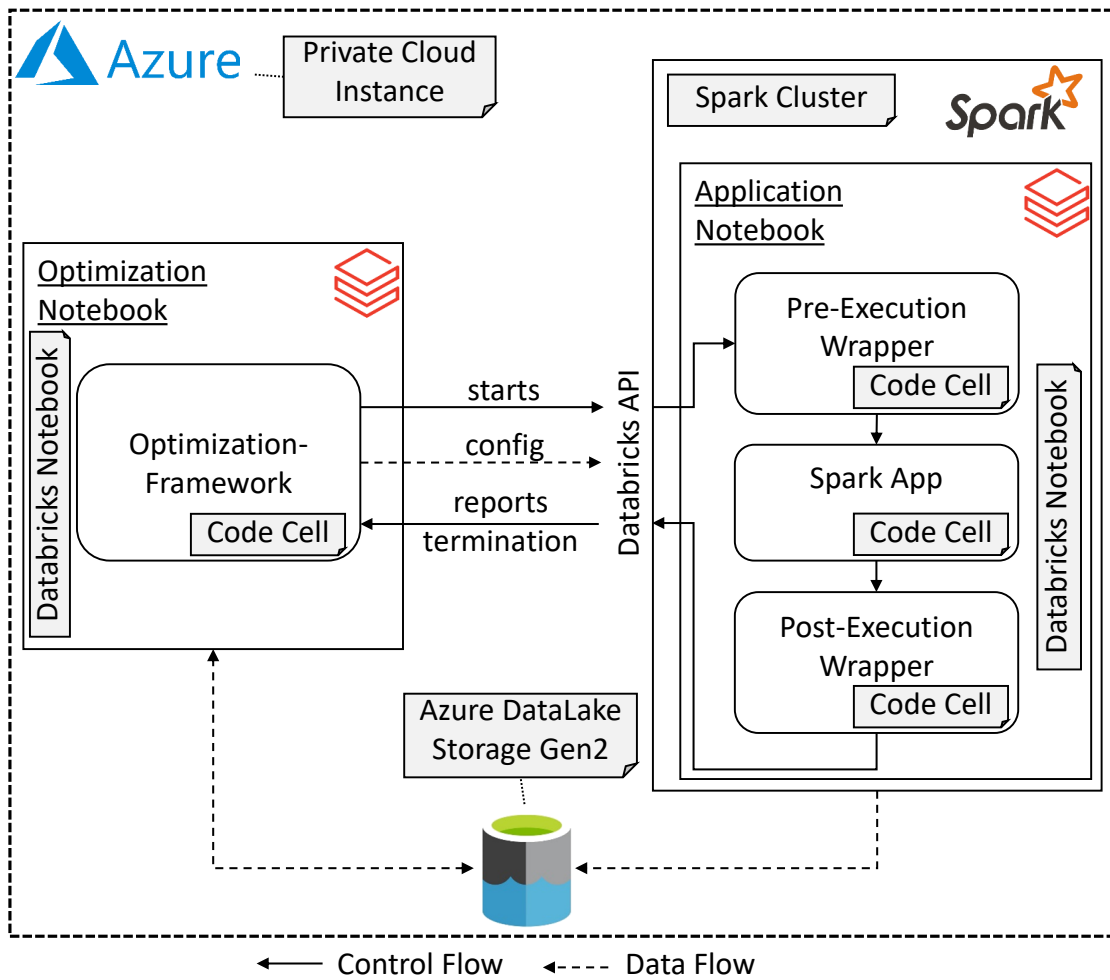 Azure
Private Cloud
Instance
Spark Cluster
Spark
Application
Notebook
Optimization
Notebook
Databricks Notebook
Optimization-
Framework
Code Cell
starts
config
reports
termination
Databricks API
Pre-Execution
Wrapper
Code Cell
Spark App
Code Cell
Post-Execution
Wrapper
Code Cell
Databricks Notebook
Azure DataLake
Storage Gen2
Control Flow
Data Flow